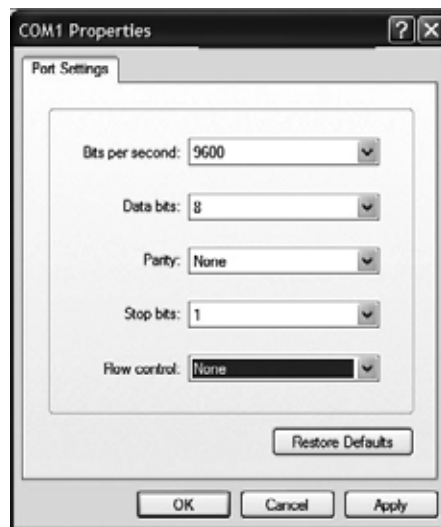 COM1 Properties
Port Settings
Bits per second: 9600
Data bits: 8
Parity: None
Stop bits: 1
Flow control: None
Restore Defaults
OK Cancel Apply